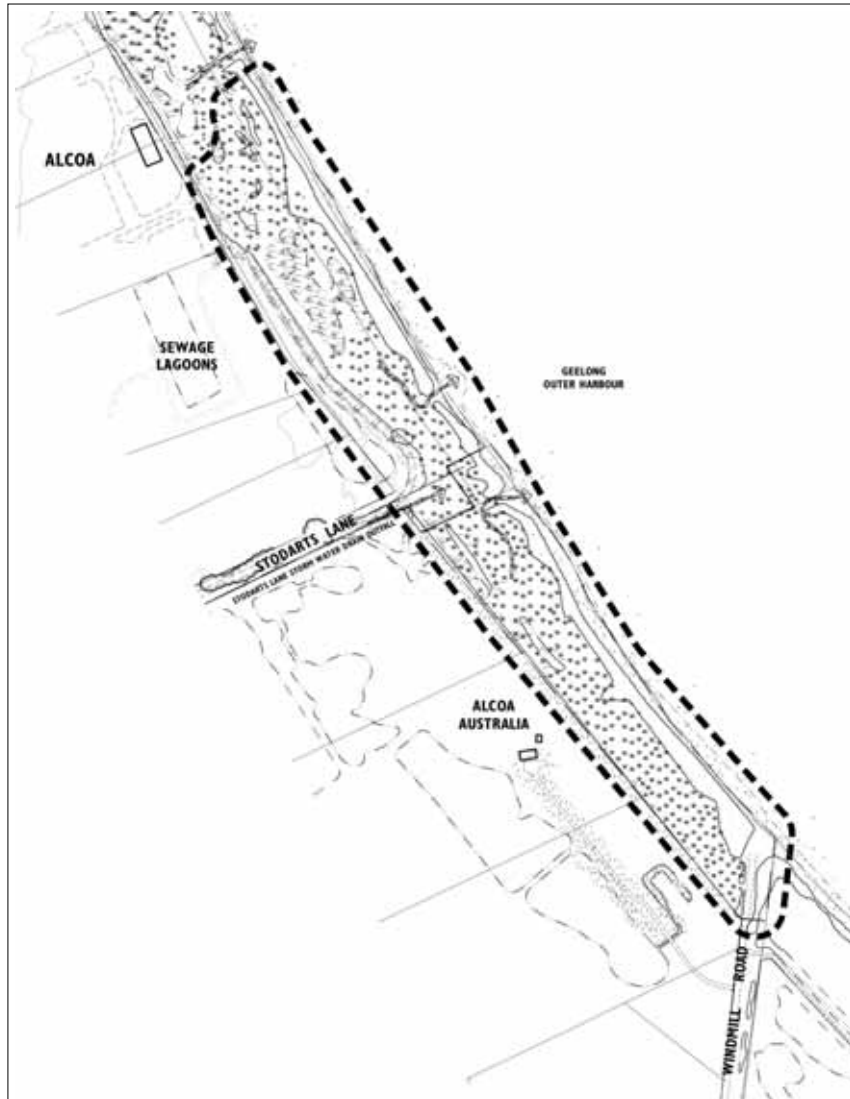 ALCOA
SEWAGE
LAGOONS
GEELONG
OUTER HARBOUR
STODARTS LANE
STODARTS LANE STORM WATER DRAIN OUTFALL
ALCOA
AUSTRALIA
WINDMILL ROAD